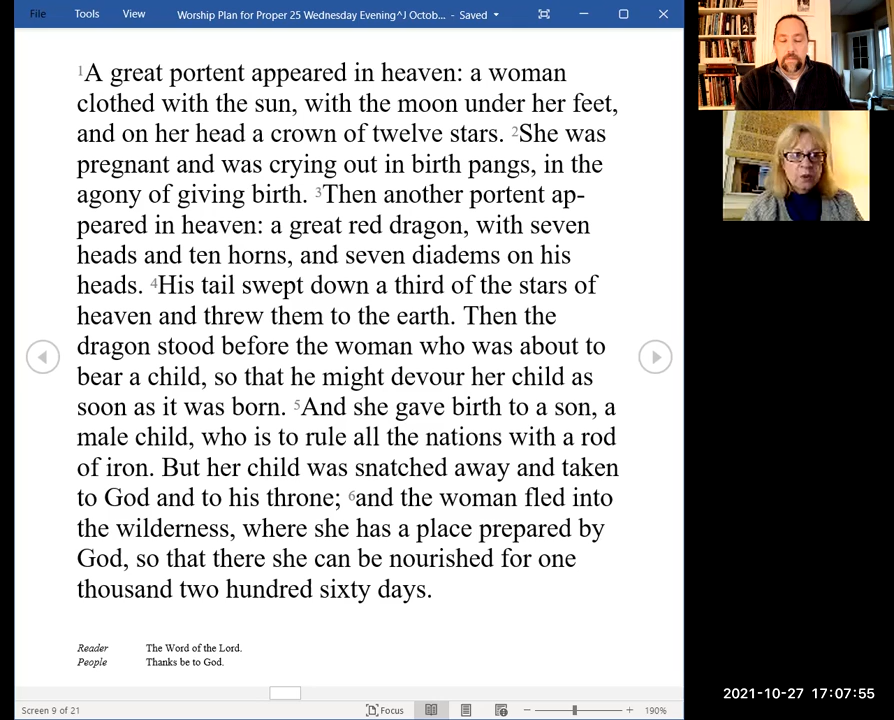 File Tools View Worship Plan for Proper 25 Wednesday Evening^J Octob... - Saved
1A great portent appeared in heaven: a woman
clothed with the sun, with the moon under her feet,
and on her head a crown of twelve stars. 2She was
pregnant and was crying out in birth pangs, in the
agony of giving birth. 3Then another portent ap-
peared in heaven: a great red dragon, with seven
heads and ten horns, and seven diadems on his
heads. 4His tail swept down a third of the stars of
heaven and threw them to the earth. Then the
dragon stood before the woman who was about to
bear a child, so that he might devour her child as
soon as it was born. 5And she gave birth to a son, a
male child, who is to rule all the nations with a rod
of iron. But her child was snatched away and taken
to God and to his throne; 6and the woman fled into
the wilderness, where she has a place prepared by
God, so that there she can be nourished for one
thousand two hundred sixty days.
Reader The Word of the Lord.
People Thanks be to God.
Screen 9 of 21 Focus 190%
2021-10-27 17:07:55